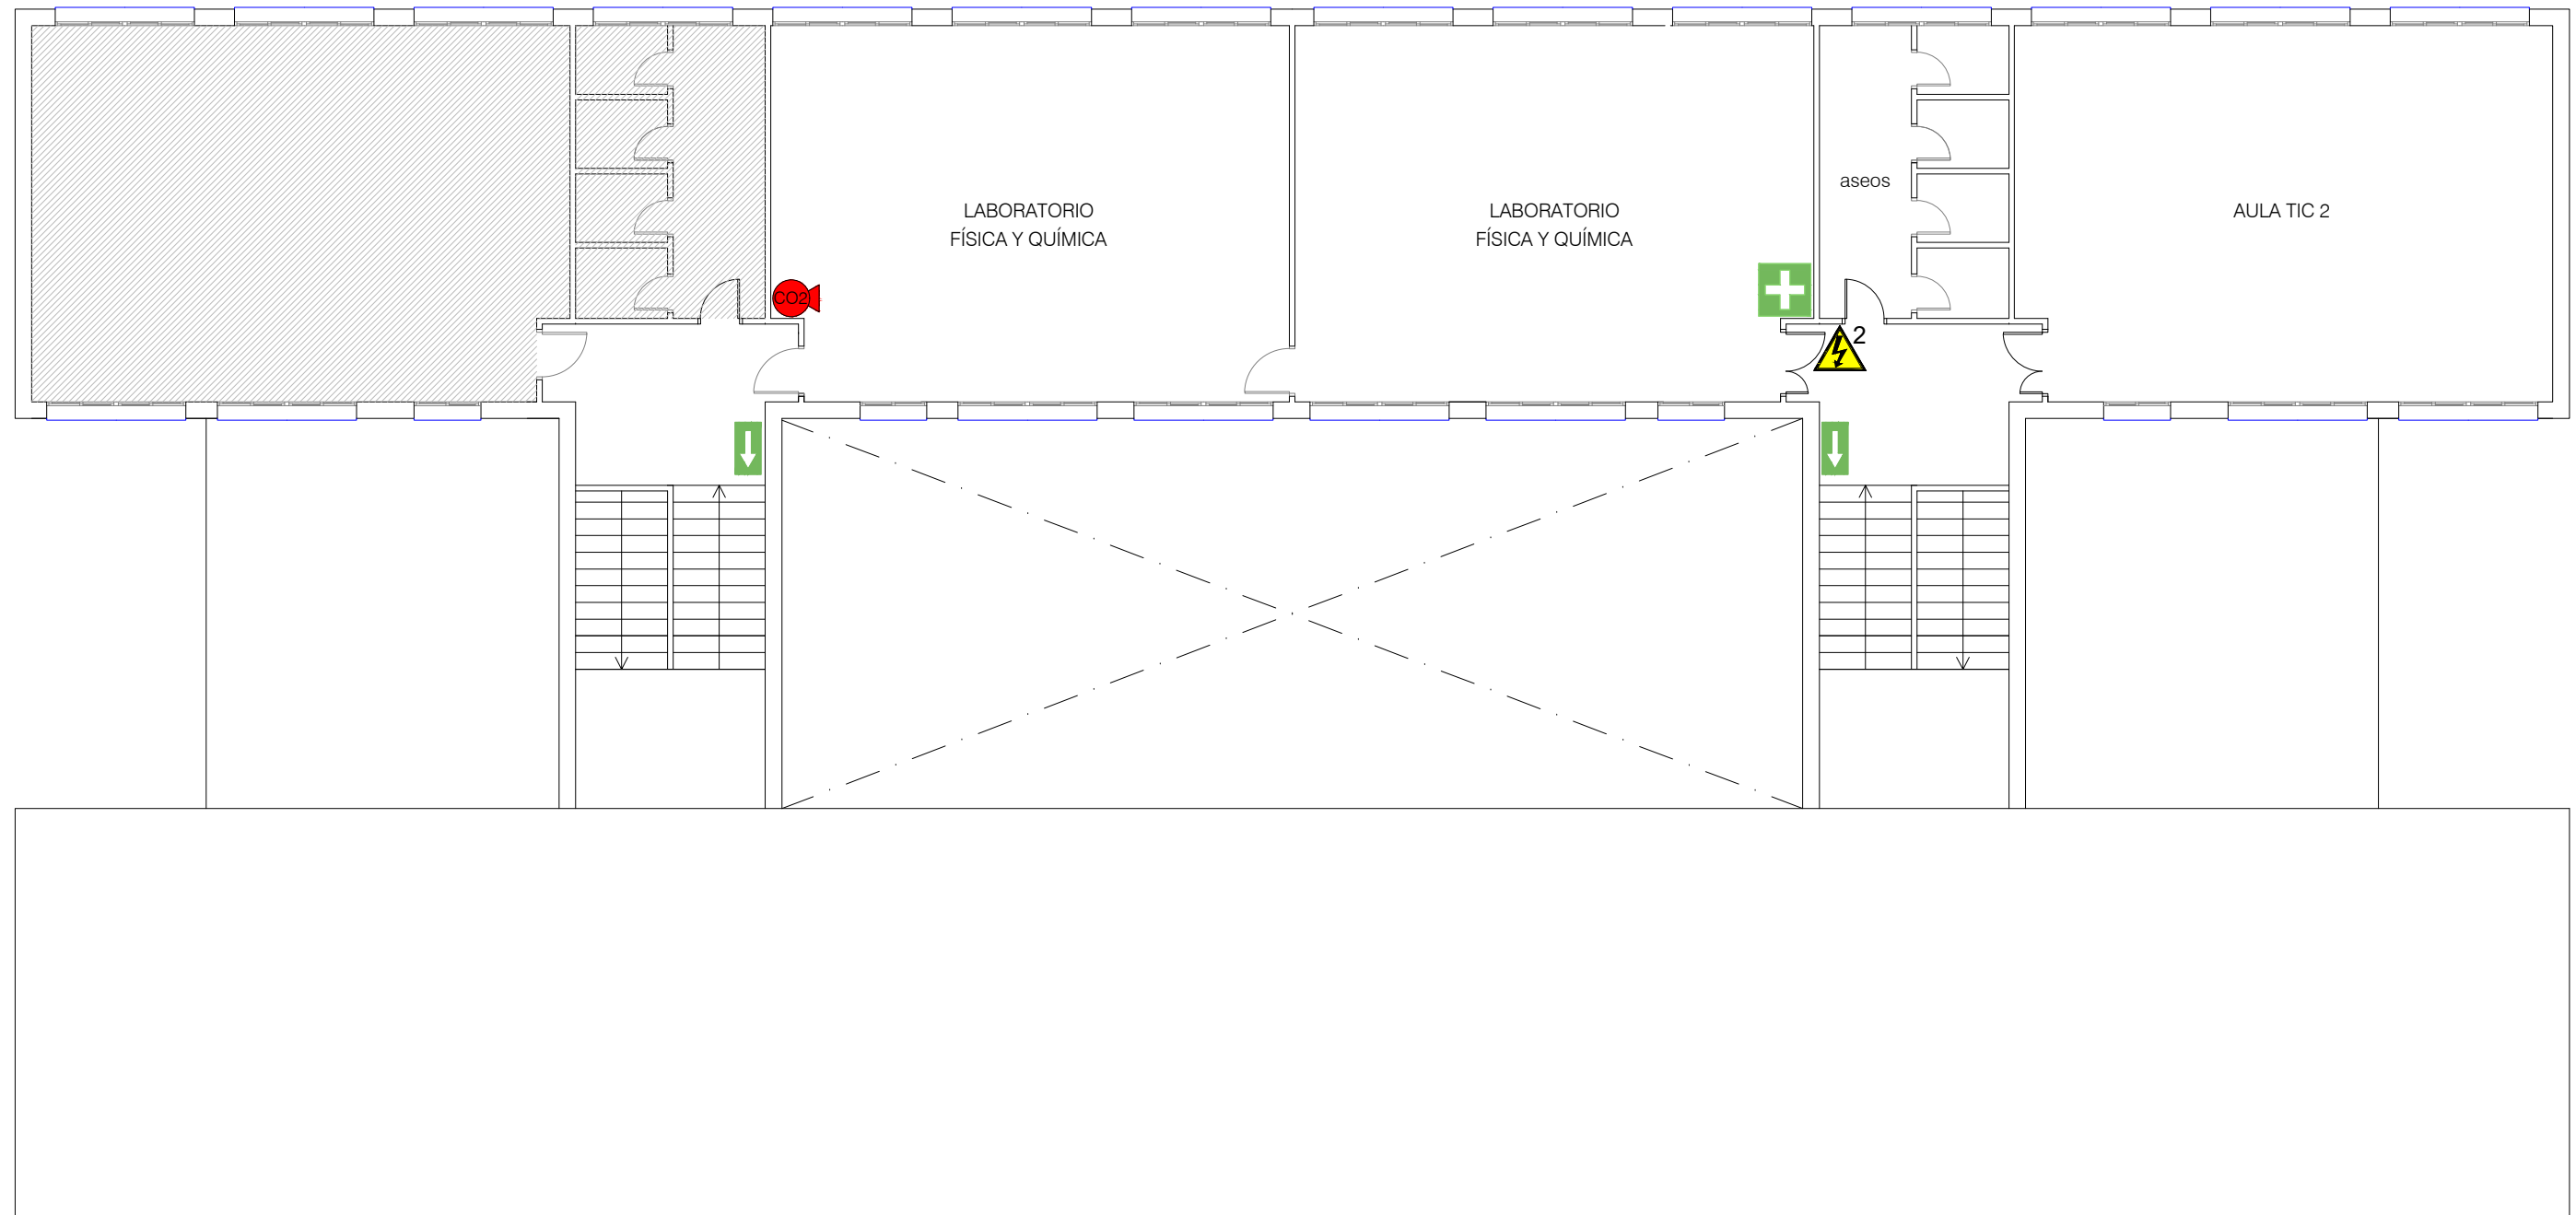 aseos
LABORATORIO
FÍSICA Y QUÍMICA
LABORATORIO
FÍSICA Y QUÍMICA
AULA TIC 2
CO2
2